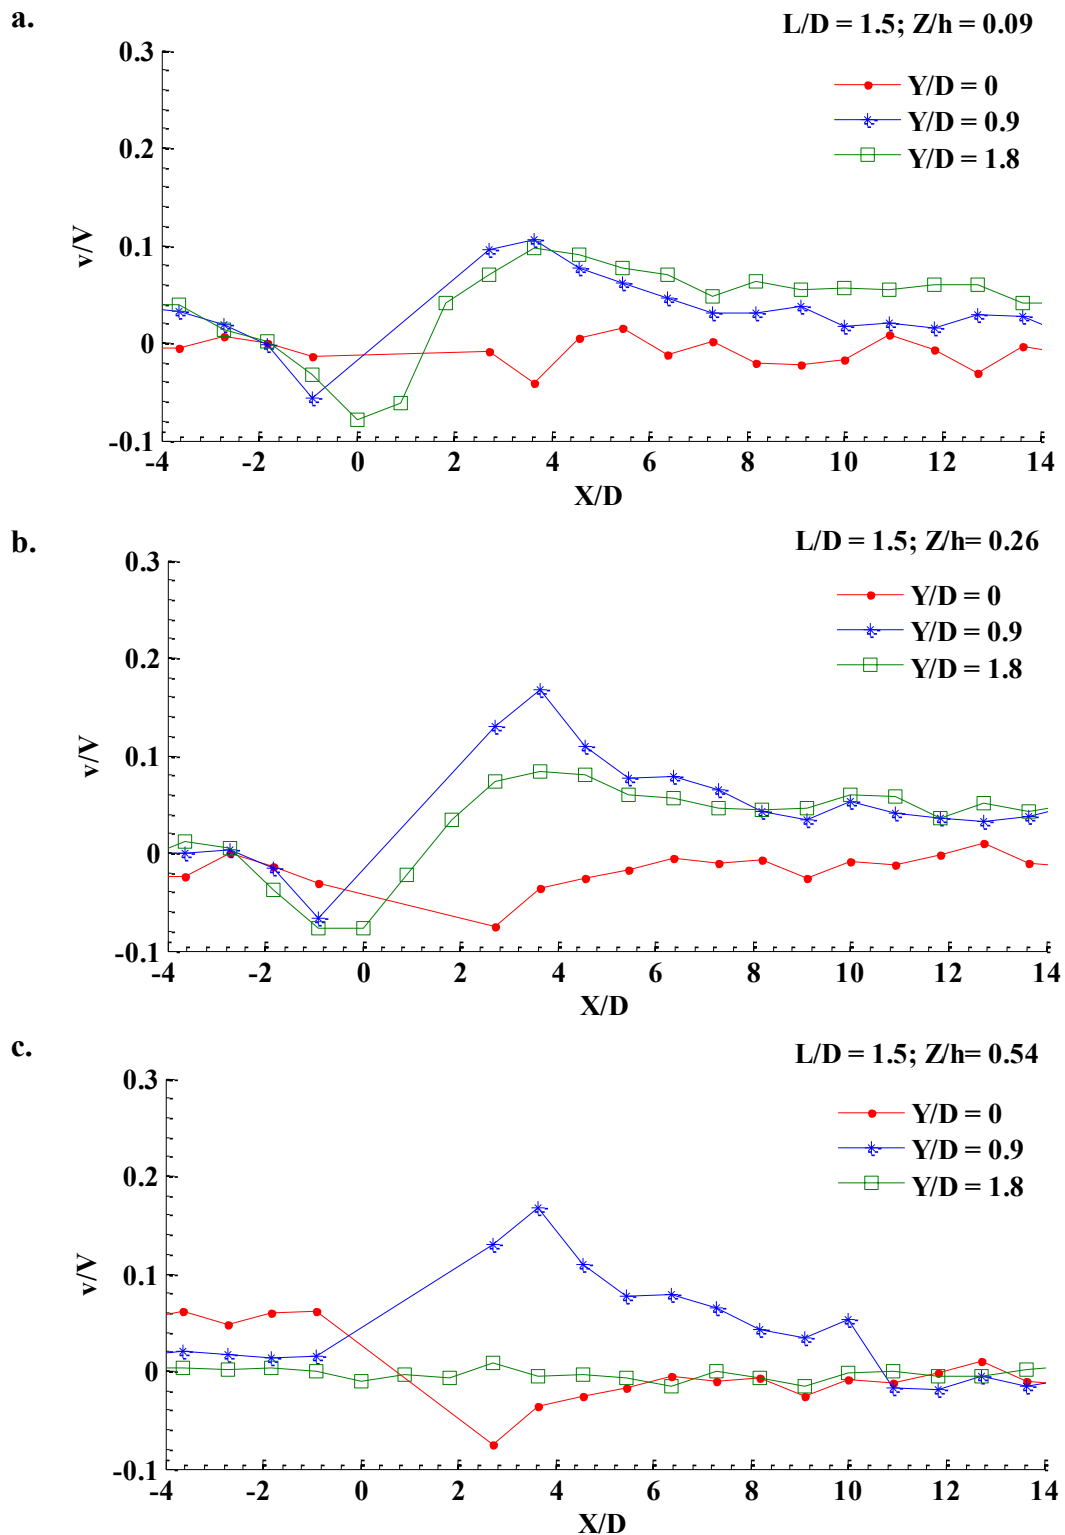 a.
L/D = 1.5; Z/h = 0.09
0.3
Y/D = 0
Y/D = 0.9
0.2
Y/D = 1.8
v/V
0.1
0
-0.1
-4 -2 0 2 4 6 8 10 12 14
X/D
b.
L/D = 1.5; Z/h= 0.26
0.3
Y/D = 0
Y/D = 0.9
0.2
Y/D = 1.8
v/V
0.1
0
-0.1
-4 -2 0 2 4 6 8 10 12 14
X/D
c.
L/D = 1.5; Z/h= 0.54
0.3
Y/D = 0
Y/D = 0.9
0.2
Y/D = 1.8
v/V
0.1
0
-0.1
-4 -2 0 2 4 6 8 10 12 14
X/D